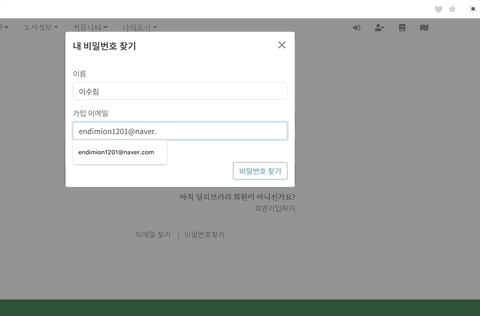 도서정보
커뮤니티
나의도서
내 비밀번호 찾기
이름
이수림
가입 이메일
endimion1201@naver.
endimion1201@naver.com
비밀번호 찾기
아직 딜리브러리 회원이 아니신가요?
회원가입하기
이메일 찾기 | 비밀번호찾기